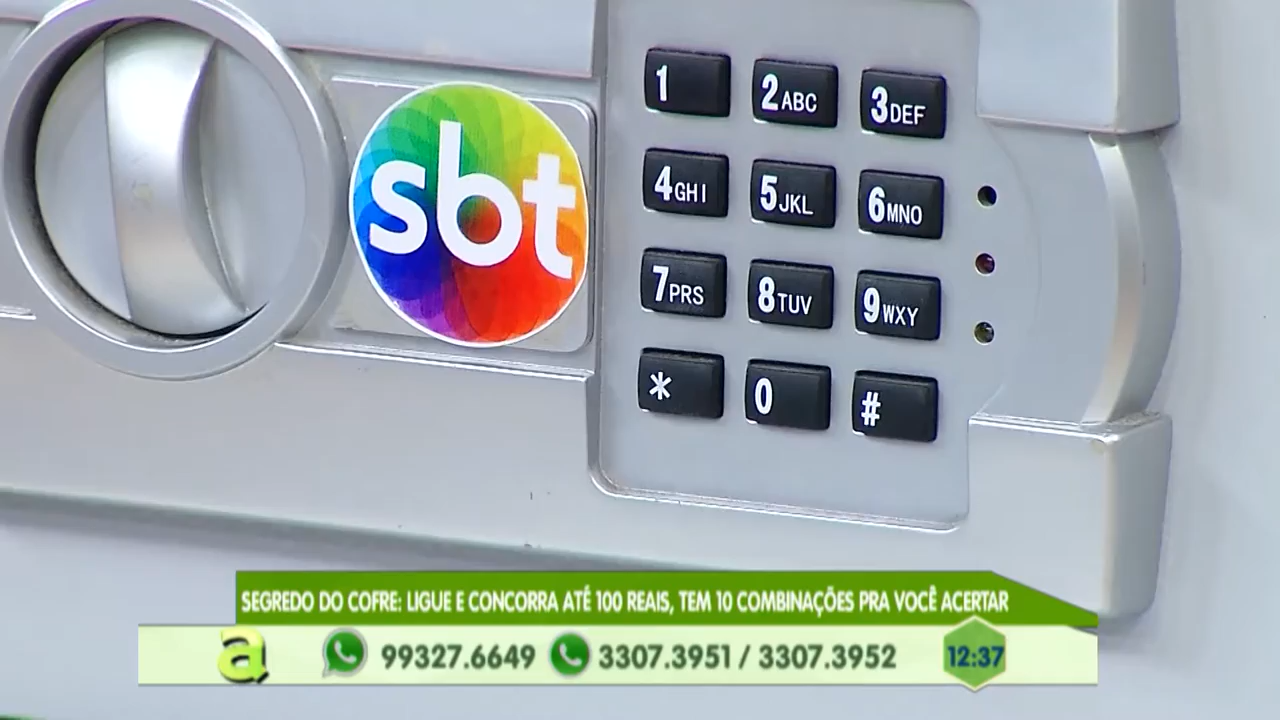 sbt
1 2ABC 3DEF
4GHI 5JKL 6MNO
7PRS 8TUV 9WXY
* 0 #
SEGREDO DO COFRE: LIGUE E CONCORRA ATÉ 100 REAIS, TEM 10 COMBINAÇÕES PRA VOCÊ ACERTAR
a 99327.6649 3307.3951 / 3307.3952 12:37